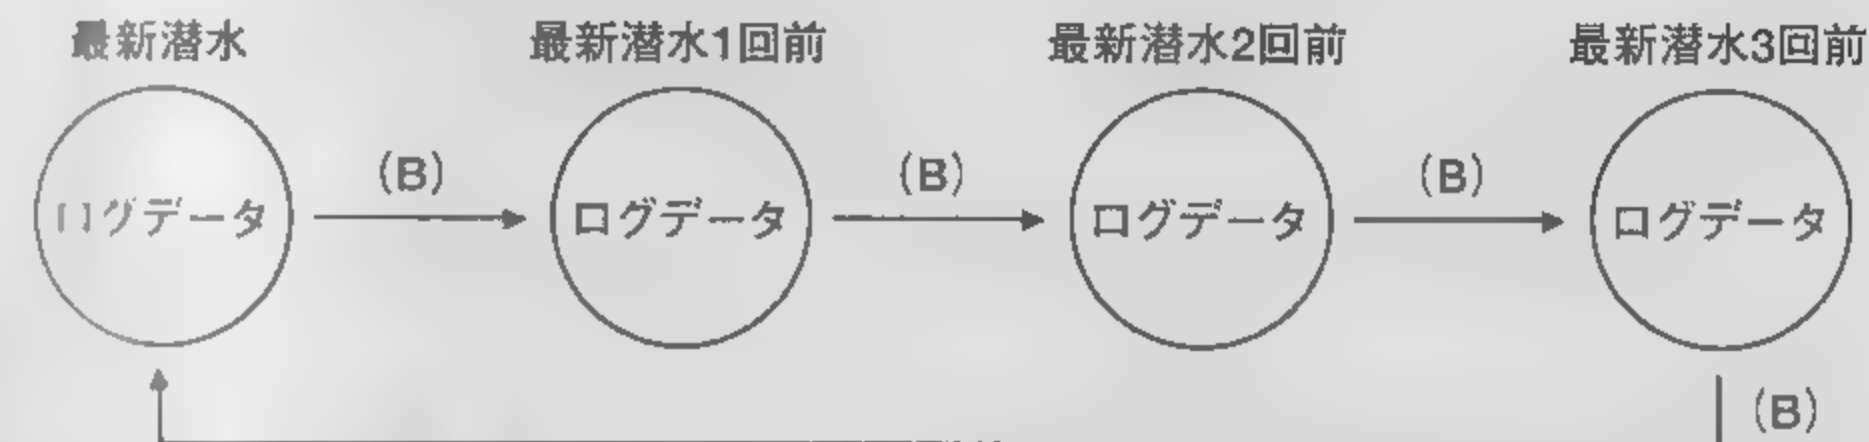 最新潜水 最新潜水1回前 最新潜水2回前 最新潜水3回前
(B) (B) (B)
ログデータ ログデータ ログデータ ログデータ
(B)